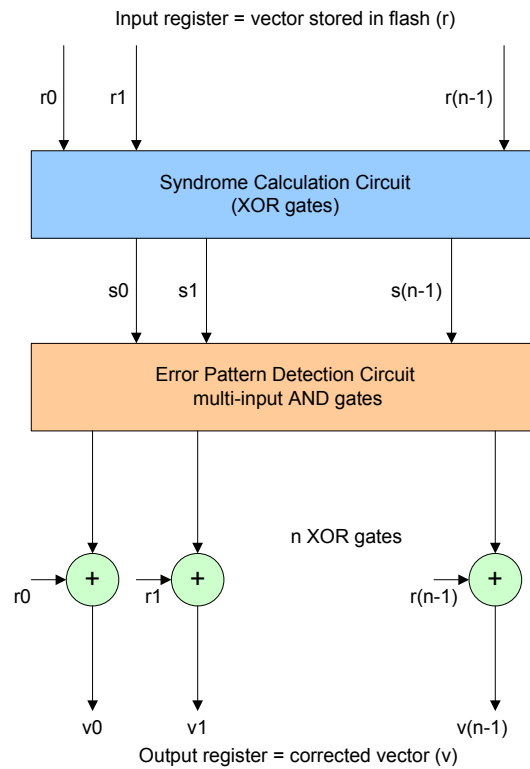 Input register = vector stored in flash (r)
r0
r1
r(n-1)
Syndrome Calculation Circuit
(XOR gates)
s0
s1
s(n-1)
Error Pattern Detection Circuit
multi-input AND gates
n XOR gates
+
+
+
r0
r1
r(n-1)
v0
v1
v(n-1)
Output register = corrected vector (v)